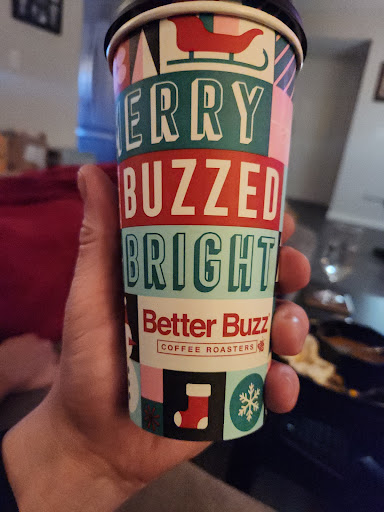 ERRY
BUZZED
BRIGHT
Better Buzz
COFFEE ROASTERS